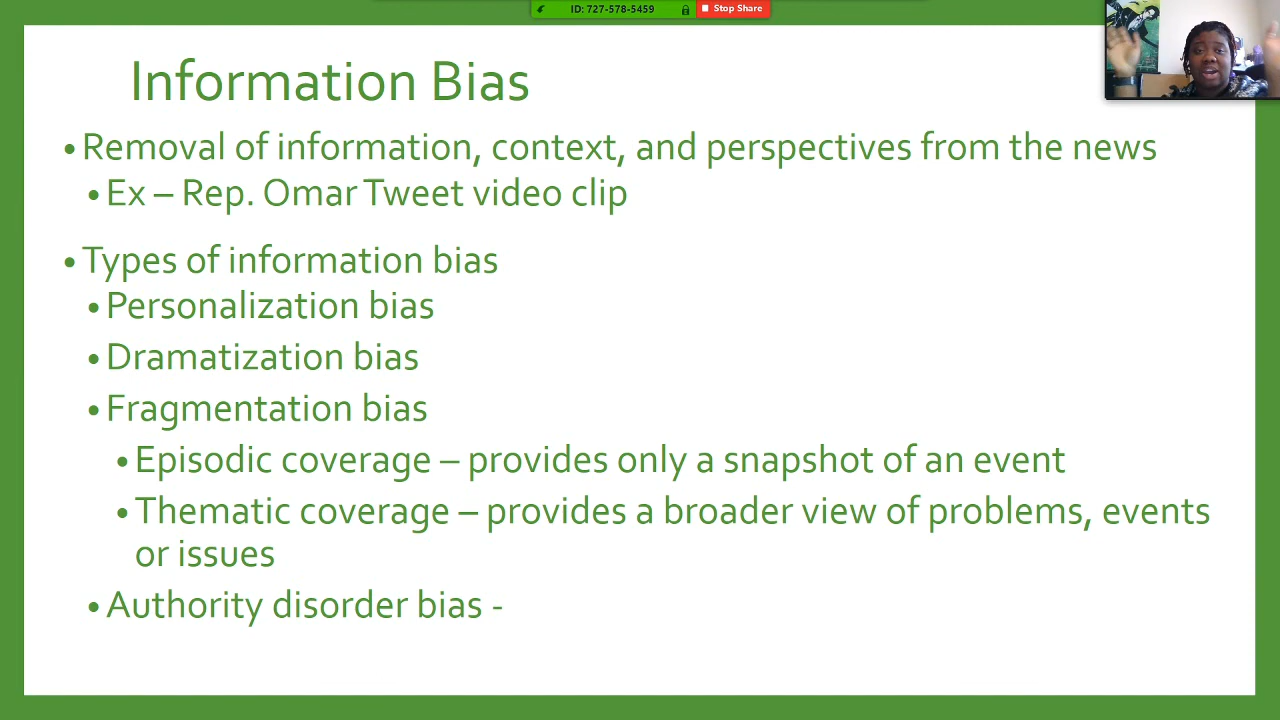 ID: 727-578-5459
Stop Share
Information Bias
• Removal of information, context, and perspectives from the news
• Ex – Rep. Omar Tweet video clip
• Types of information bias
• Personalization bias
• Dramatization bias
• Fragmentation bias
• Episodic coverage – provides only a snapshot of an event
• Thematic coverage – provides a broader view of problems, events
or issues
• Authority disorder bias -